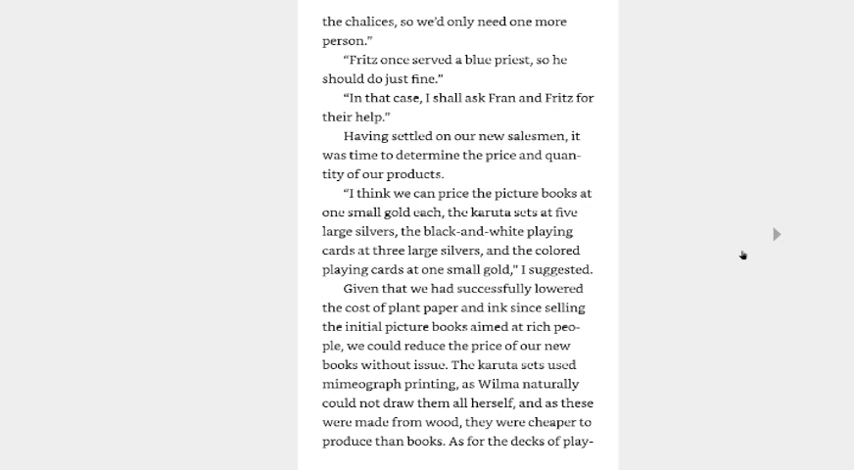 the chalices, so we’d only need one more
person.”
“Fritz once served a blue priest, so he
should do just fine.”
“In that case, I shall ask Fran and Fritz for
their help.”
Having settled on our new salesmen, it
was time to determine the price and quan-
tity of our products.
“I think we can price the picture books at
one small gold each, the karuta sets at five
large silvers, the black-and-white playing
cards at three large silvers, and the colored
playing cards at one small gold,” I suggested.
Given that we had successfully lowered
the cost of plant paper and ink since selling
the initial picture books aimed at rich peo-
ple, we could reduce the price of our new
books without issue. The karuta sets used
mimeograph printing, as Wilma naturally
could not draw them all herself, and as these
were made from wood, they were cheaper to
produce than books. As for the decks of play-